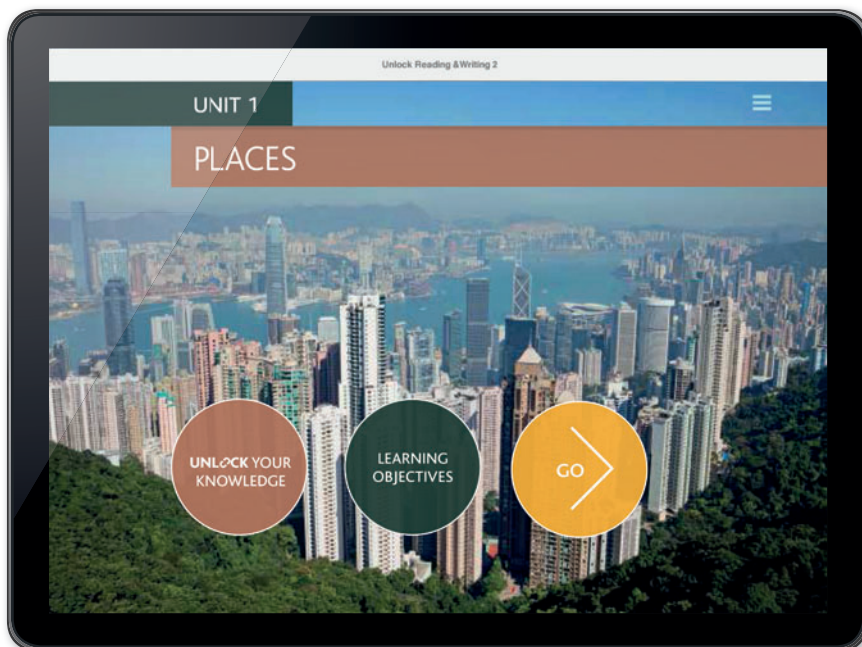 Unlock Reading &Writing 2
UNIT 1
PLACES
UNLOCK YOUR
KNOWLEDGE
LEARNING
OBJECTIVES
GO